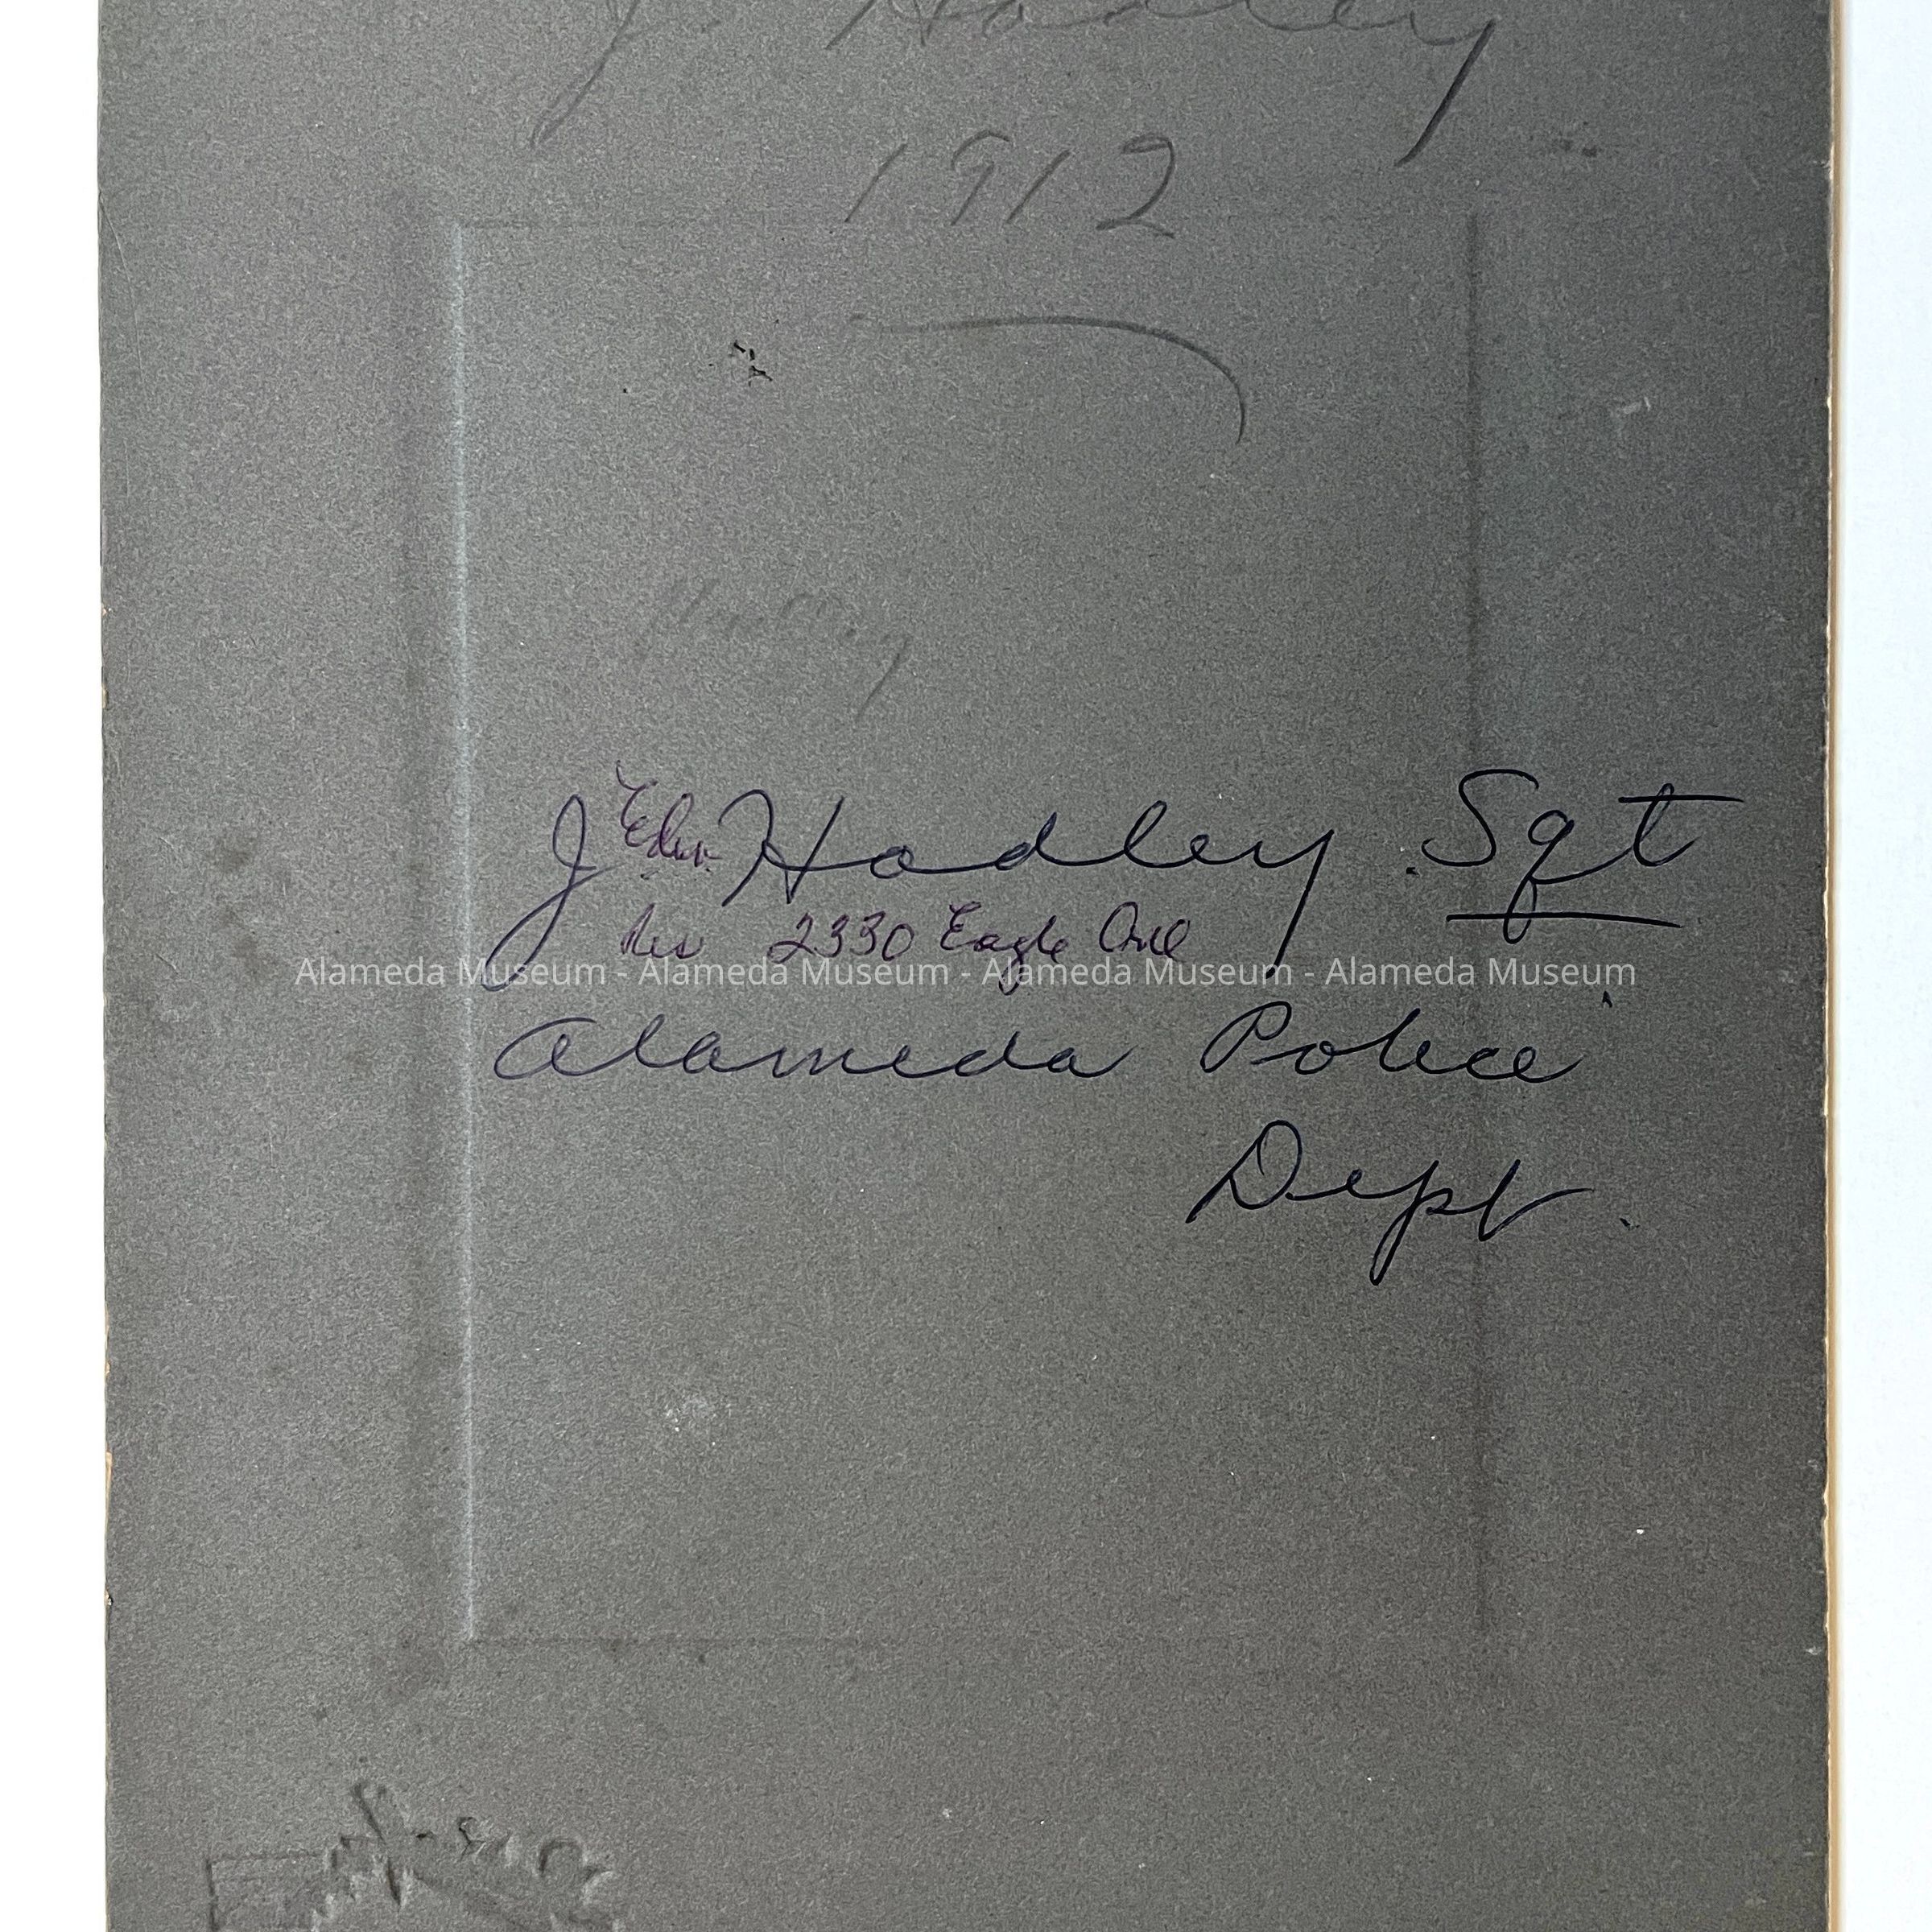 J. Hadley
1912
J Edw. Hadley. Sgt
Res 2330 Eagle Ave
Alameda Museum - Alameda Museum - Alameda Museum - Alameda Museum
Alameda Police
Dept.